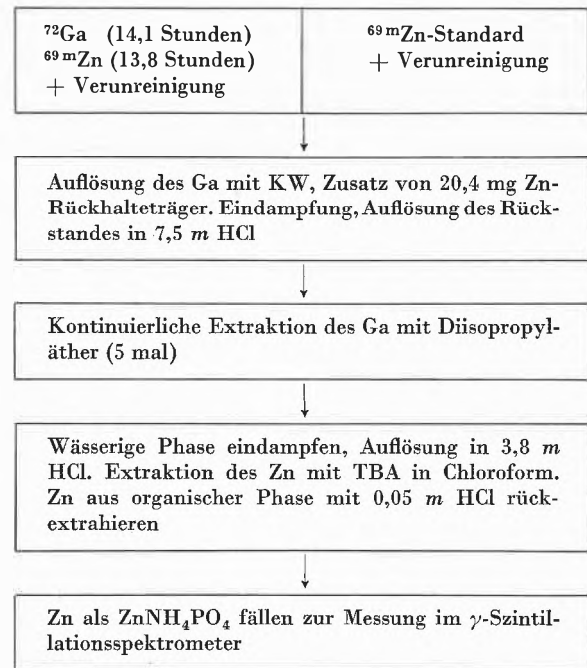 ⁷²Ga (14,1 Stunden)
⁶⁹ᵐZn (13,8 Stunden)
+ Verunreinigung
⁶⁹ᵐZn-Standard
+ Verunreinigung
Auflösung des Ga mit KW, Zusatz von 20,4 mg Zn-
Rückhalteträger. Eindampfung, Auflösung des Rück-
standes in 7,5 m HCl
Kontinuierliche Extraktion des Ga mit Diisopropyl-
äther (5 mal)
Wässerige Phase eindampfen, Auflösung in 3,8 m
HCl. Extraktion des Zn mit TBA in Chloroform.
Zn aus organischer Phase mit 0,05 m HCl rück-
extrahieren
Zn als ZnNH₄PO₄ fällen zur Messung im γ-Szintil-
lationsspektrometer